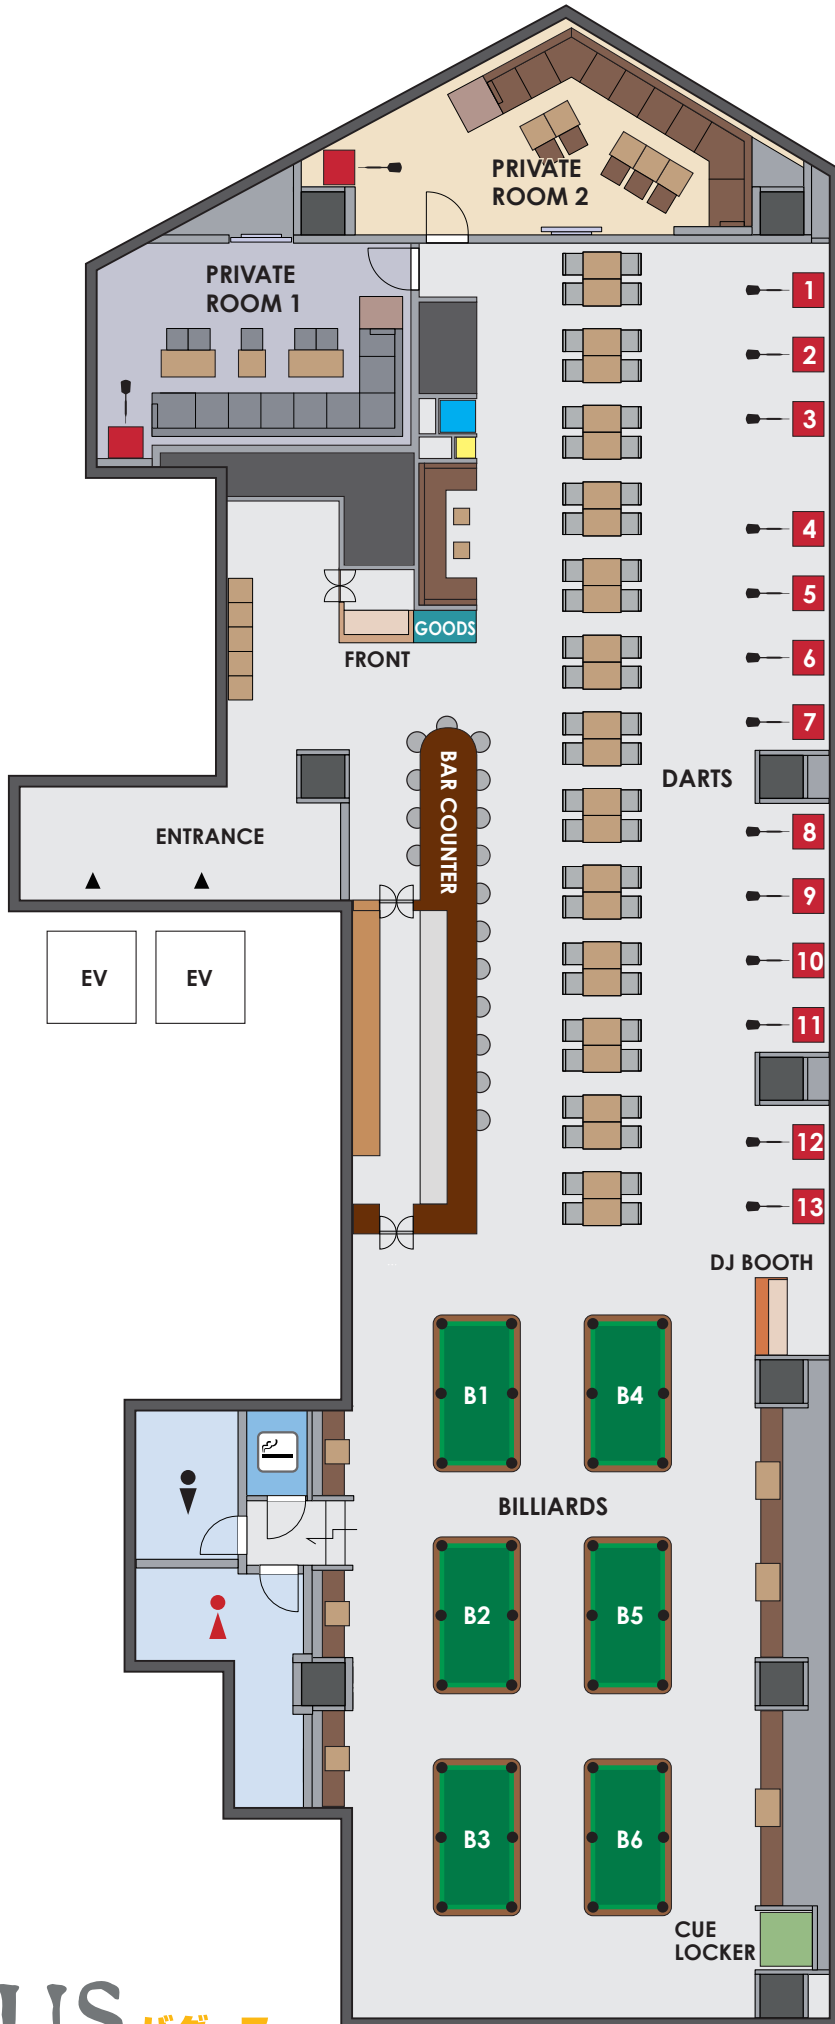 PRIVATE
ROOM 2
PRIVATE
ROOM 1
1
2
3
4
5
6
7
GOODS
FRONT
BAR COUNTER
DARTS
ENTRANCE
8
9
10
11
12
13
EV
EV
DJ BOOTH
B1
B4
BILLIARDS
B2
B5
B3
B6
CUE
LOCKER
US